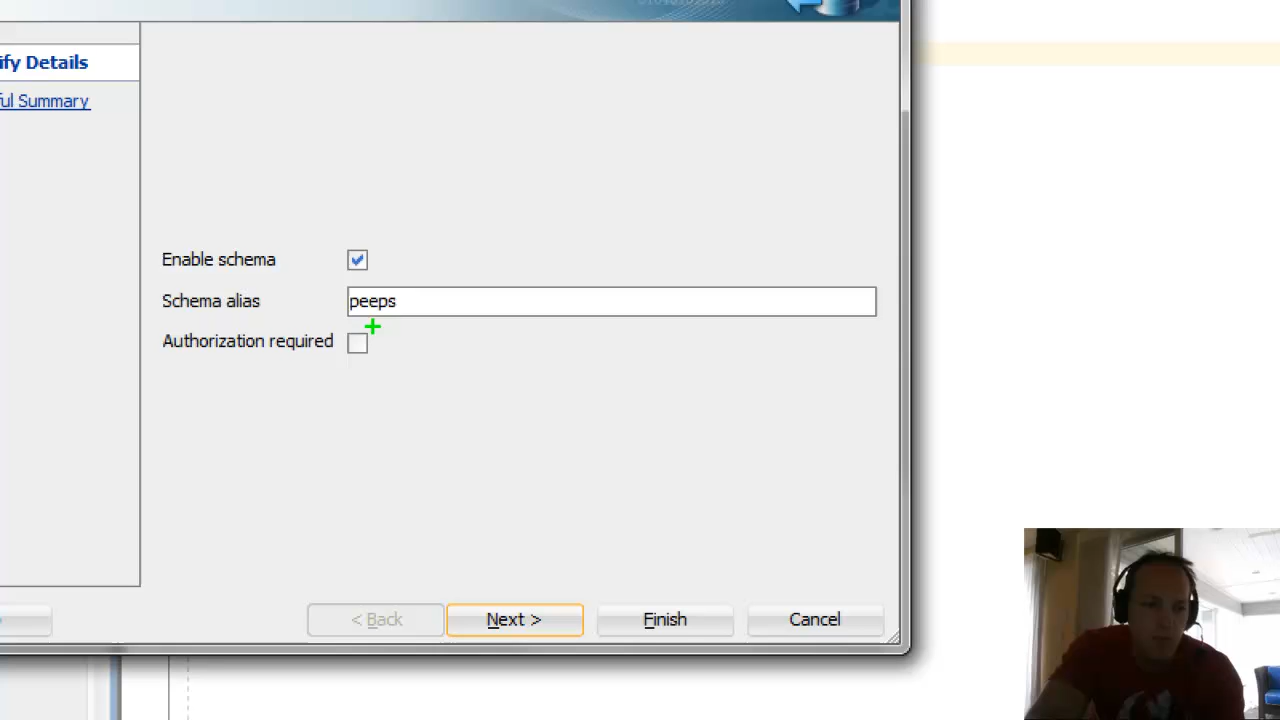 ify Details
ful Summary
Enable schema
Schema alias
peeps
Authorization required
< Back
Next >
Finish
Cancel